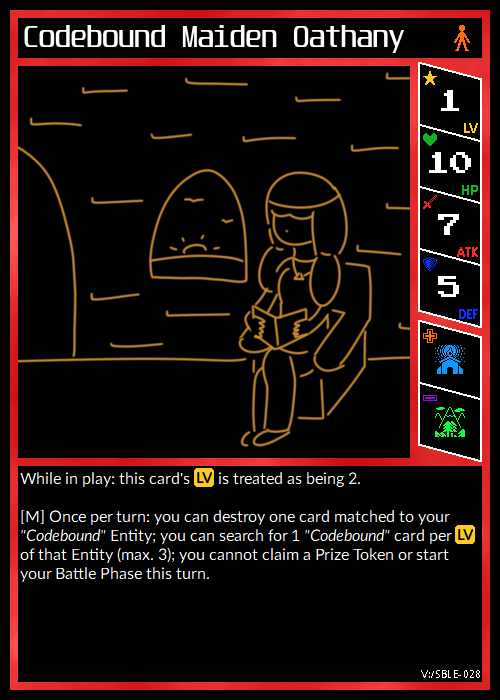 Codebound Maiden Oathany
1
LV
10
HP
7
ATK
5
DEF
While in play: this card's LV is treated as being 2.
[M] Once per turn: you can destroy one card matched to your
"Codebound" Entity; you can search for 1 "Codebound" card per LV
of that Entity (max. 3); you cannot claim a Prize Token or start
your Battle Phase this turn.
V:/SBLE-028